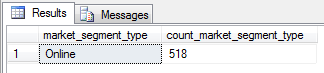 Results Messages
market_segment_type count_market_segment_type
1 Online 518